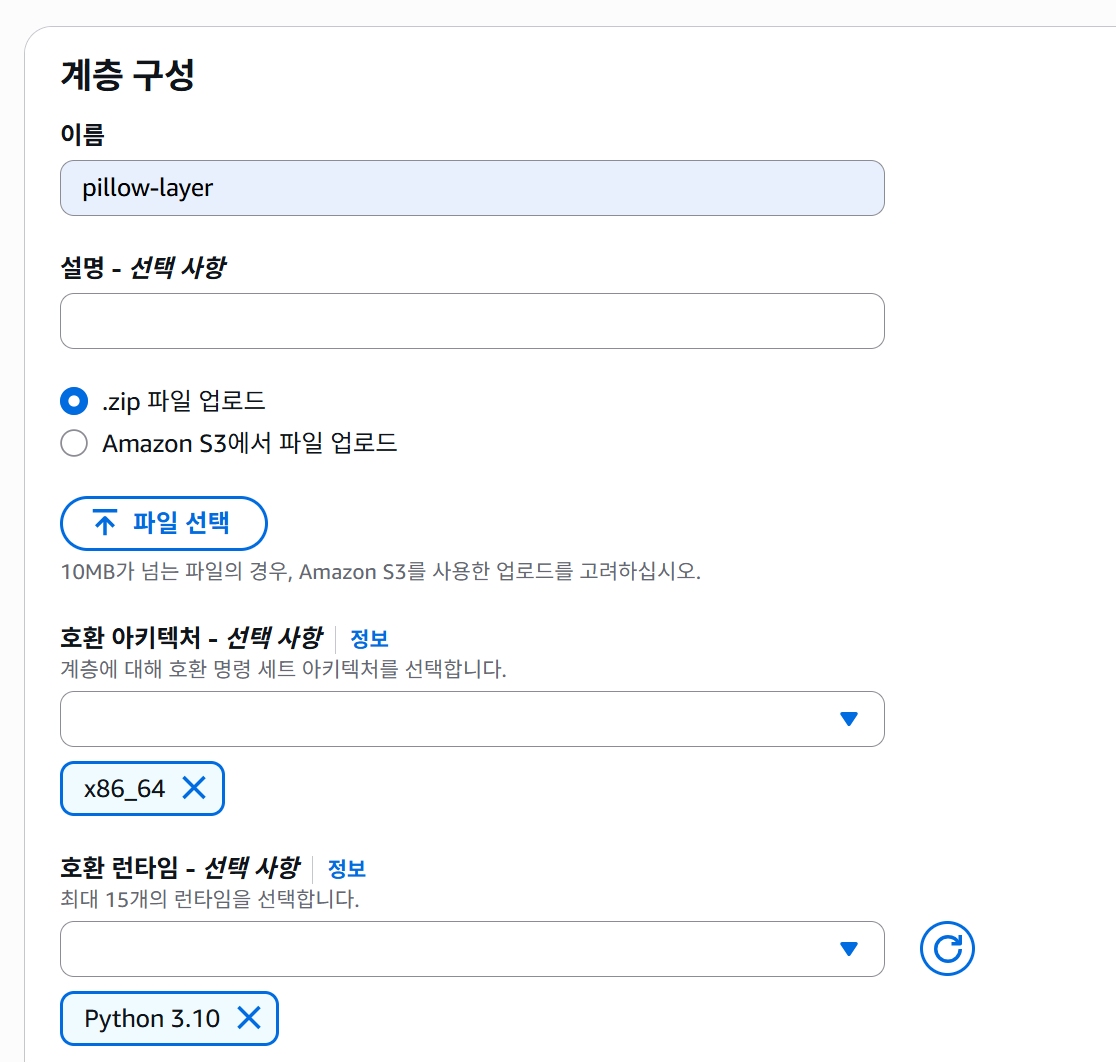 계층 구성
이름
pillow-layer
설명 - 선택 사항
.zip 파일 업로드
Amazon S3에서 파일 업로드
파일 선택
10MB가 넘는 파일의 경우, Amazon S3를 사용한 업로드를 고려하십시오.
호환 아키텍처 - 선택 사항 정보
계층에 대해 호환 명령 세트 아키텍처를 선택합니다.
x86_64
호환 런타임 - 선택 사항 정보
최대 15개의 런타임을 선택합니다.
Python 3.10